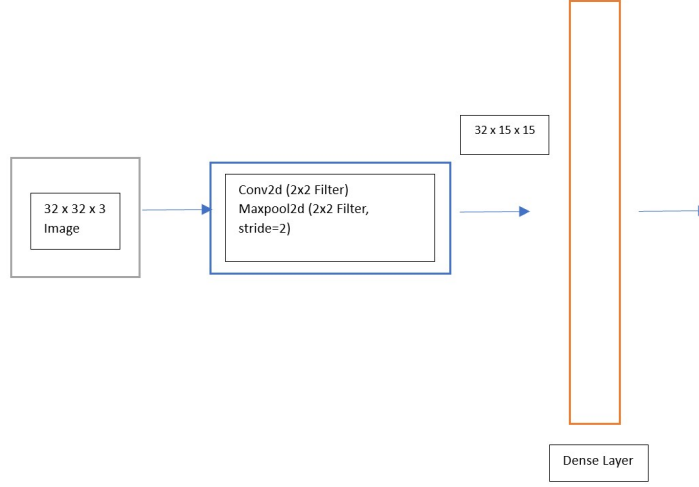 32 x 32 x 3
Image
Conv2d (2x2 Filter)
Maxpool2d (2x2 Filter,
stride=2)
32 x 15 x 15
Dense Layer